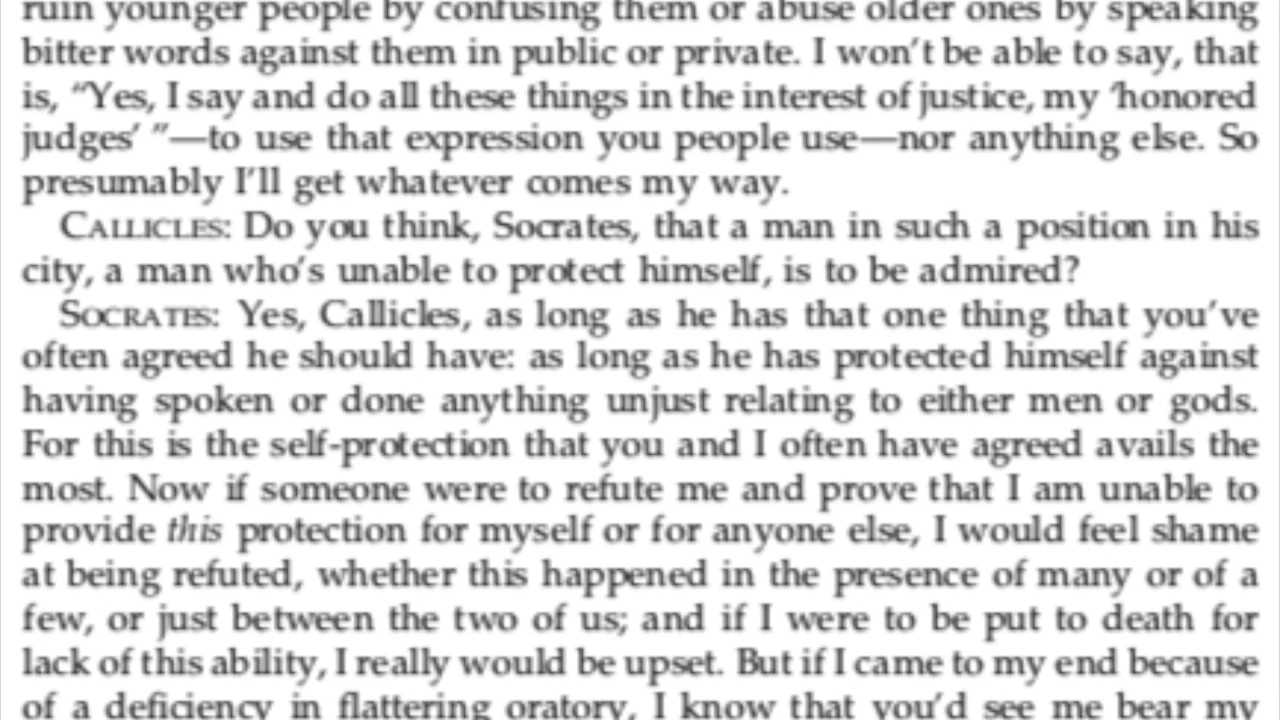 ruin younger people by confusing them or abuse older ones by speaking
bitter words against them in public or private. I won't be able to say, that
is, "Yes, I say and do all these things in the interest of justice, my 'honored
judges' "—to use that expression you people use—nor anything else. So
presumably I'll get whatever comes my way.
CALLICLES: Do you think, Socrates, that a man in such a position in his
city, a man who's unable to protect himself, is to be admired?
SOCRATES: Yes, Callicles, as long as he has that one thing that you've
often agreed he should have: as long as he has protected himself against
having spoken or done anything unjust relating to either men or gods.
For this is the self-protection that you and I often have agreed avails the
most. Now if someone were to refute me and prove that I am unable to
provide this protection for myself or for anyone else, I would feel shame
at being refuted, whether this happened in the presence of many or of a
few, or just between the two of us; and if I were to be put to death for
lack of this ability, I really would be upset. But if I came to my end because
of a deficiency in flattering oratory, I know that you'd see me bear my